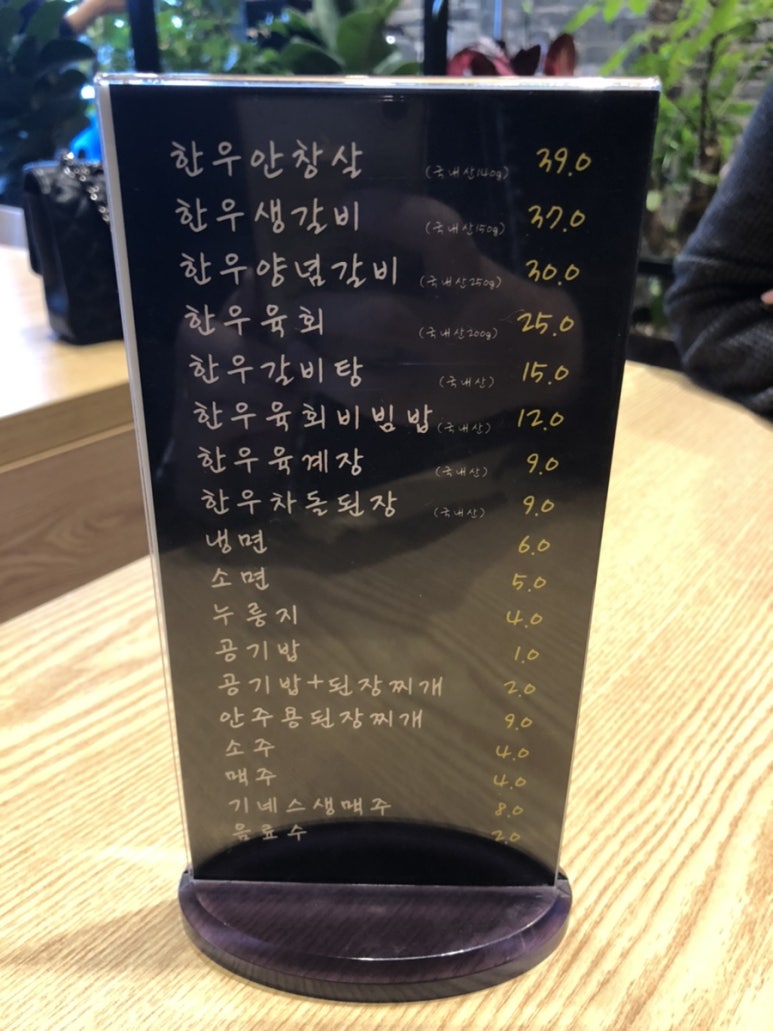 한우안창살 (국내산140g) 39.0
한우생갈비 (국내산150g) 37.0
한우양념갈비 (국내산250g) 30.0
한우육회 (국내산200g) 25.0
한우갈비탕 (국내산) 15.0
한우육회비빔밥 (국내산) 12.0
한우육계장 (국내산) 9.0
한우차돌된장 (국내산) 9.0
냉면 6.0
소면 5.0
누룽지 4.0
공기밥 1.0
공기밥+된장찌개 2.0
안주용된장찌개 9.0
소주 4.0
맥주 4.0
기네스생맥주 8.0
음료수 2.0